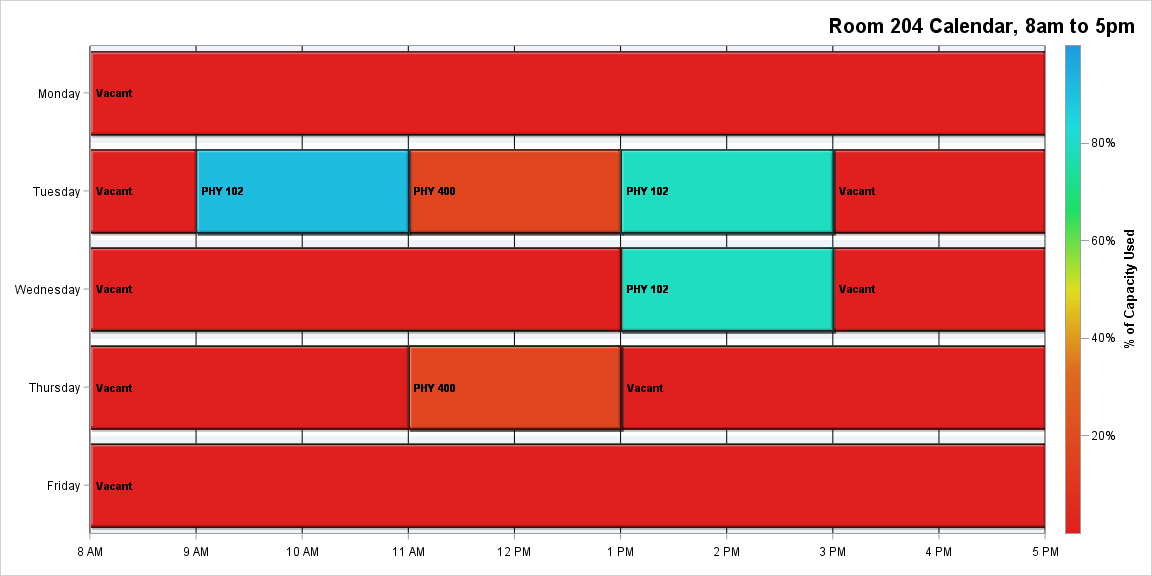 Room 204 Calendar, 8am to 5pm
Monday
Vacant
Tuesday
Vacant
PHY 102
PHY 400
PHY 102
Vacant
Wednesday
Vacant
PHY 102
Vacant
Thursday
Vacant
PHY 400
Vacant
Friday
Vacant
8 AM
9 AM
10 AM
11 AM
12 PM
1 PM
2 PM
3 PM
4 PM
5 PM
80%
60%
40%
20%
% of Capacity Used